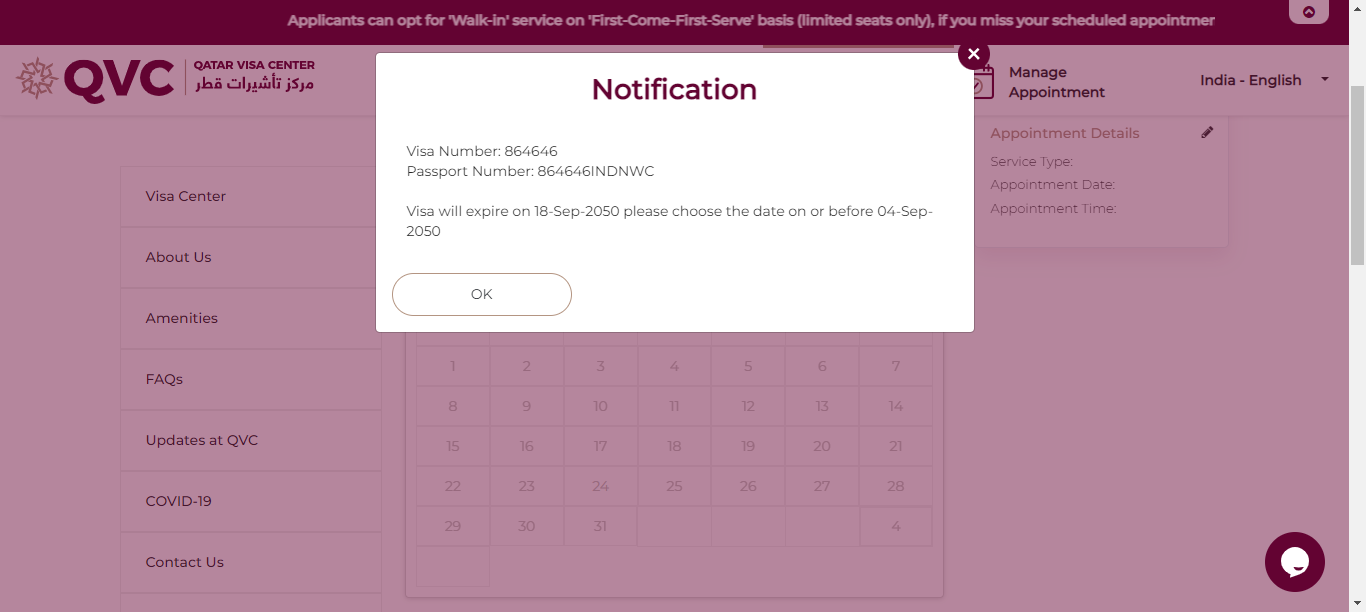 Applicants can opt for 'Walk-in' service on 'First-Come-First-Serve' basis (limited seats only), if you miss your scheduled appointmer
QVC
QATAR VISA CENTER
مركز تأشيرات قطر
Manage
Appointment
India - English
Notification
Visa Number: 864646
Passport Number: 864646INDNWC
Visa will expire on 18-Sep-2050 please choose the date on or before 04-Sep-
2050
OK
Appointment Details
Service Type:
Appointment Date:
Appointment Time:
Visa Center
About Us
Amenities
FAQs
Updates at QVC
COVID-19
Contact Us
1 2 3 4 5 6 7
8 9 10 11 12 13 14
15 16 17 18 19 20 21
22 23 24 25 26 27 28
29 30 31 4